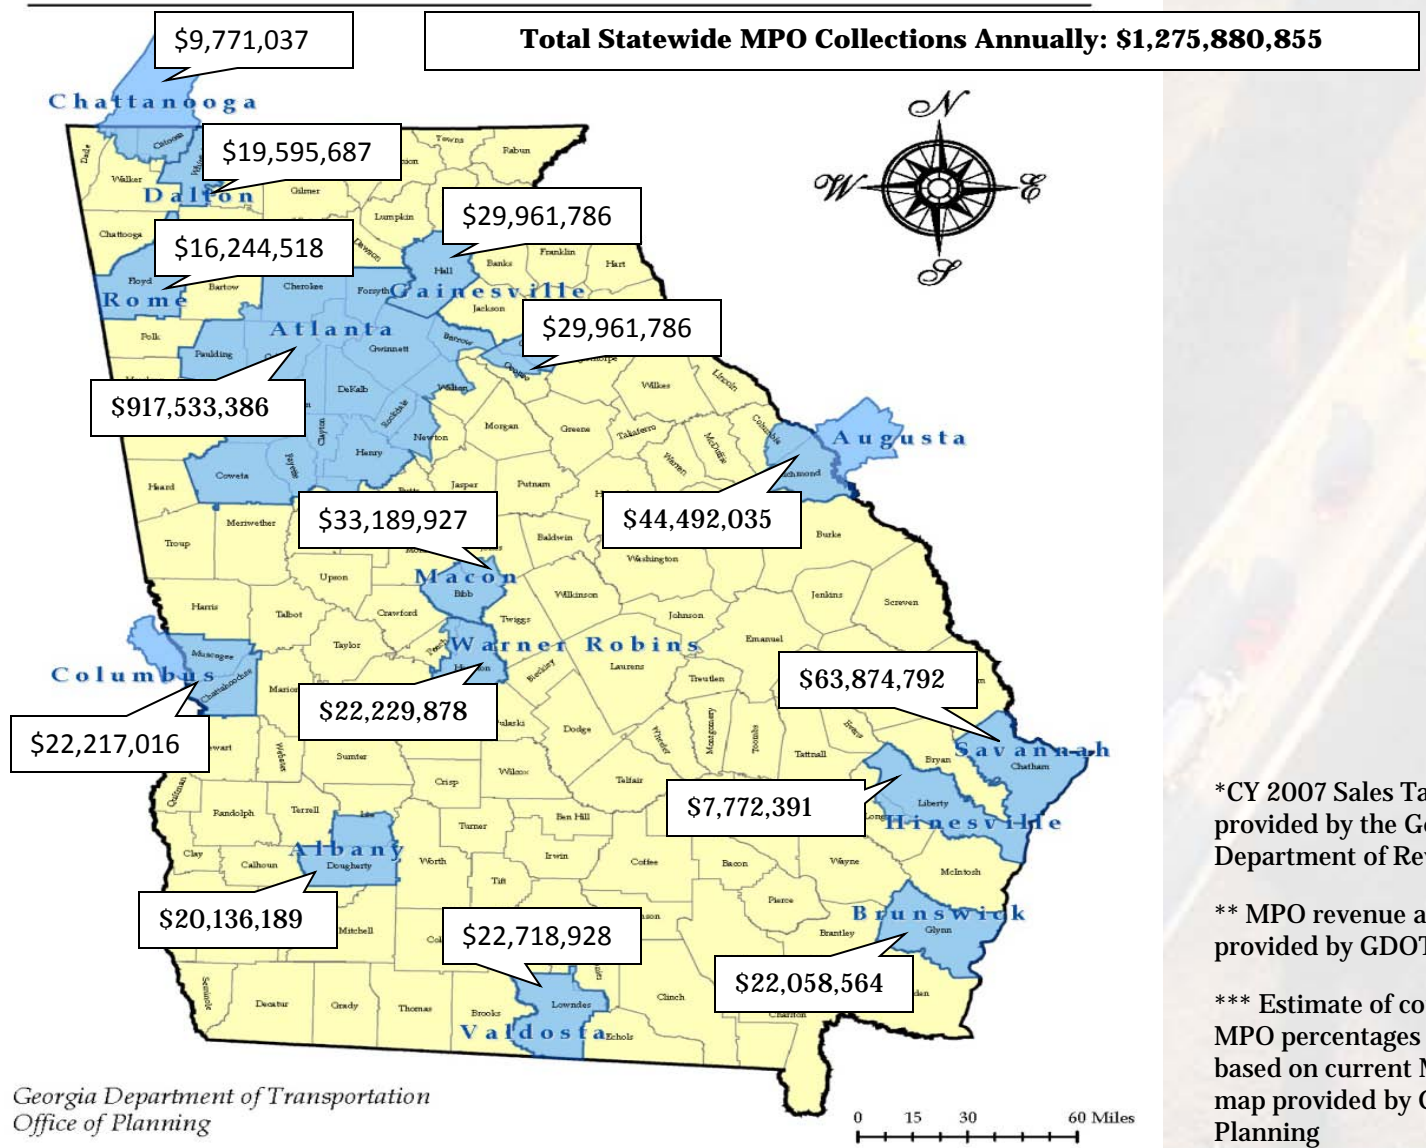 Total Statewide MPO Collections Annually: $1,275,880,855
$9,771,037
Chattanooga
N
W
E
S
Dade
Catoosa
Walker
$19,595,687
Towns
Rabun
Dalton
Gilmer
Lumpkin
Dawson
Chattooga
$16,244,518
$29,961,786
Franklin
Hart
Hall
Banks
Floyd
Rome
Bartow
Cherokee
Forsyth
Gainesville
Jackson
$29,961,786
Polk
Paulding
Atlanta
Gwinnett
Barrow
Oconee
$917,533,386
DeKalb
Walton
Rockdale
Clayton
Newton
Henry
Fayette
Coweta
Heard
Morgan
Greene
Wilkes
Lincoln
Taliaferro
McDuffie
Columbia
Warren
Augusta
Jasper
Putnam
$44,492,035
$33,189,927
Meriwether
Troup
Upson
Baldwin
Washington
Burke
Macon
Bibb
Wilkinson
Jenkins
Screven
Harris
Talbot
Crawford
Twiggs
Johnson
Emanuel
Taylor
Peach
Warner Robins
Muscogee
Columbus
Chattahoochee
Bleckley
Laurens
Treutlen
$63,874,792
$22,229,878
$22,217,016
Dodge
Wheeler
Montgomery
Toombs
Tattnall
Bryan
Savannah
Chatham
Webster
Sumter
Wilcox
Crisp
Telfair
$7,772,391
Liberty
Hinesville
Quitman
Randolph
Terrell
Lee
Turner
Ben Hill
Clay
Calhoun
Albany
Dougherty
Worth
Irwin
Tift
Coffee
Bacon
Wayne
McIntosh
Pierce
$20,136,189
Mitchell
$22,718,928
Brunswick
Glynn
Brantley
$22,058,564
Seminole
Decatur
Grady
Thomas
Brooks
Lowndes
Valdosta
Echols
Clinch
Charlton
Georgia Department of Transportation
Office of Planning
0 15 30 60 Miles
*CY 2007 Sales Ta
provided by the Ge
Department of Rev
** MPO revenue a
provided by GDOT
*** Estimate of co
MPO percentages
based on current M
map provided by G
Planning